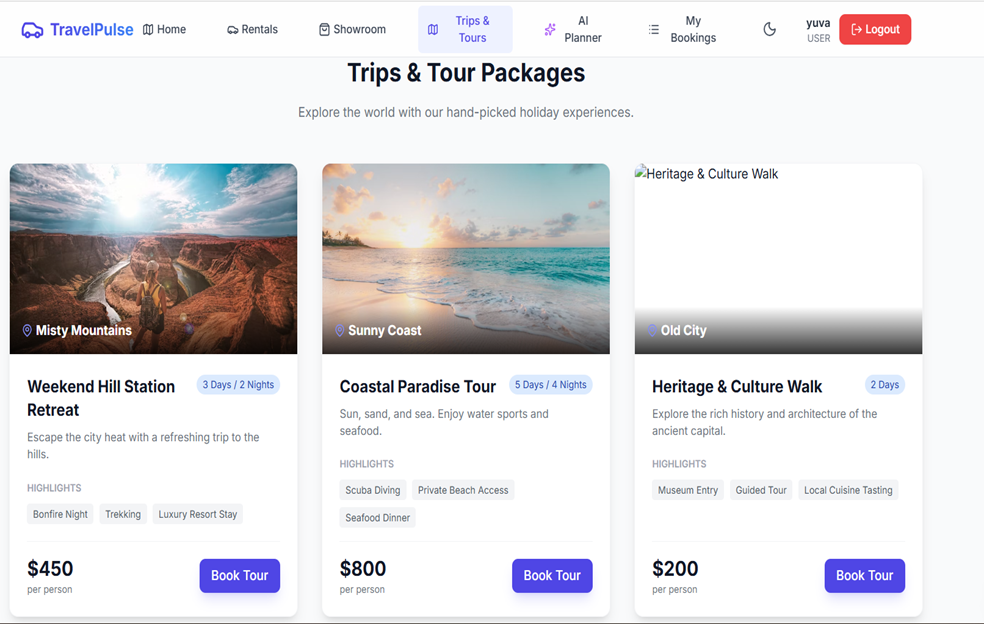 TravelPulse Home Rentals Showroom Trips & Tours AI Planner My Bookings yuva USER Logout
Trips & Tour Packages
Explore the world with our hand-picked holiday experiences.
Misty Mountains
Weekend Hill Station
Retreat
3 Days / 2 Nights
Escape the city heat with a refreshing trip to the
hills.
HIGHLIGHTS
Bonfire Night Trekking Luxury Resort Stay
$450
per person
Book Tour
Sunny Coast
Coastal Paradise Tour
5 Days / 4 Nights
Sun, sand, and sea. Enjoy water sports and
seafood.
HIGHLIGHTS
Scuba Diving Private Beach Access
Seafood Dinner
$800
per person
Book Tour
Heritage & Culture Walk
Old City
Heritage & Culture Walk
2 Days
Explore the rich history and architecture of the
ancient capital.
HIGHLIGHTS
Museum Entry Guided Tour Local Cuisine Tasting
$200
per person
Book Tour